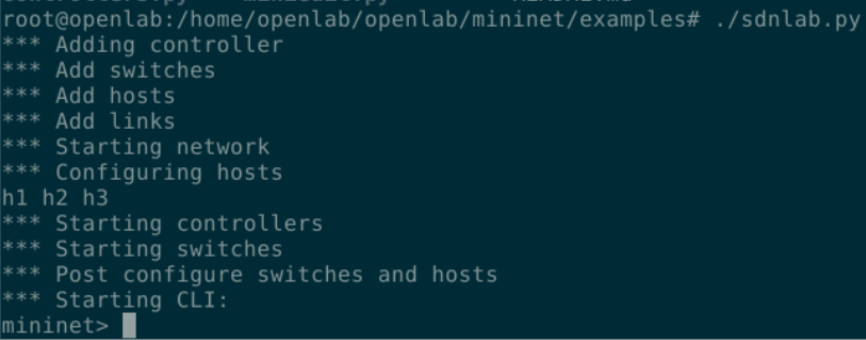 root@openlab:/home/openlab/openlab/mininet/examples# ./sdnlab.py
*** Adding controller
*** Add switches
*** Add hosts
*** Add links
*** Starting network
*** Configuring hosts
h1 h2 h3
*** Starting controllers
*** Starting switches
*** Post configure switches and hosts
*** Starting CLI:
mininet>